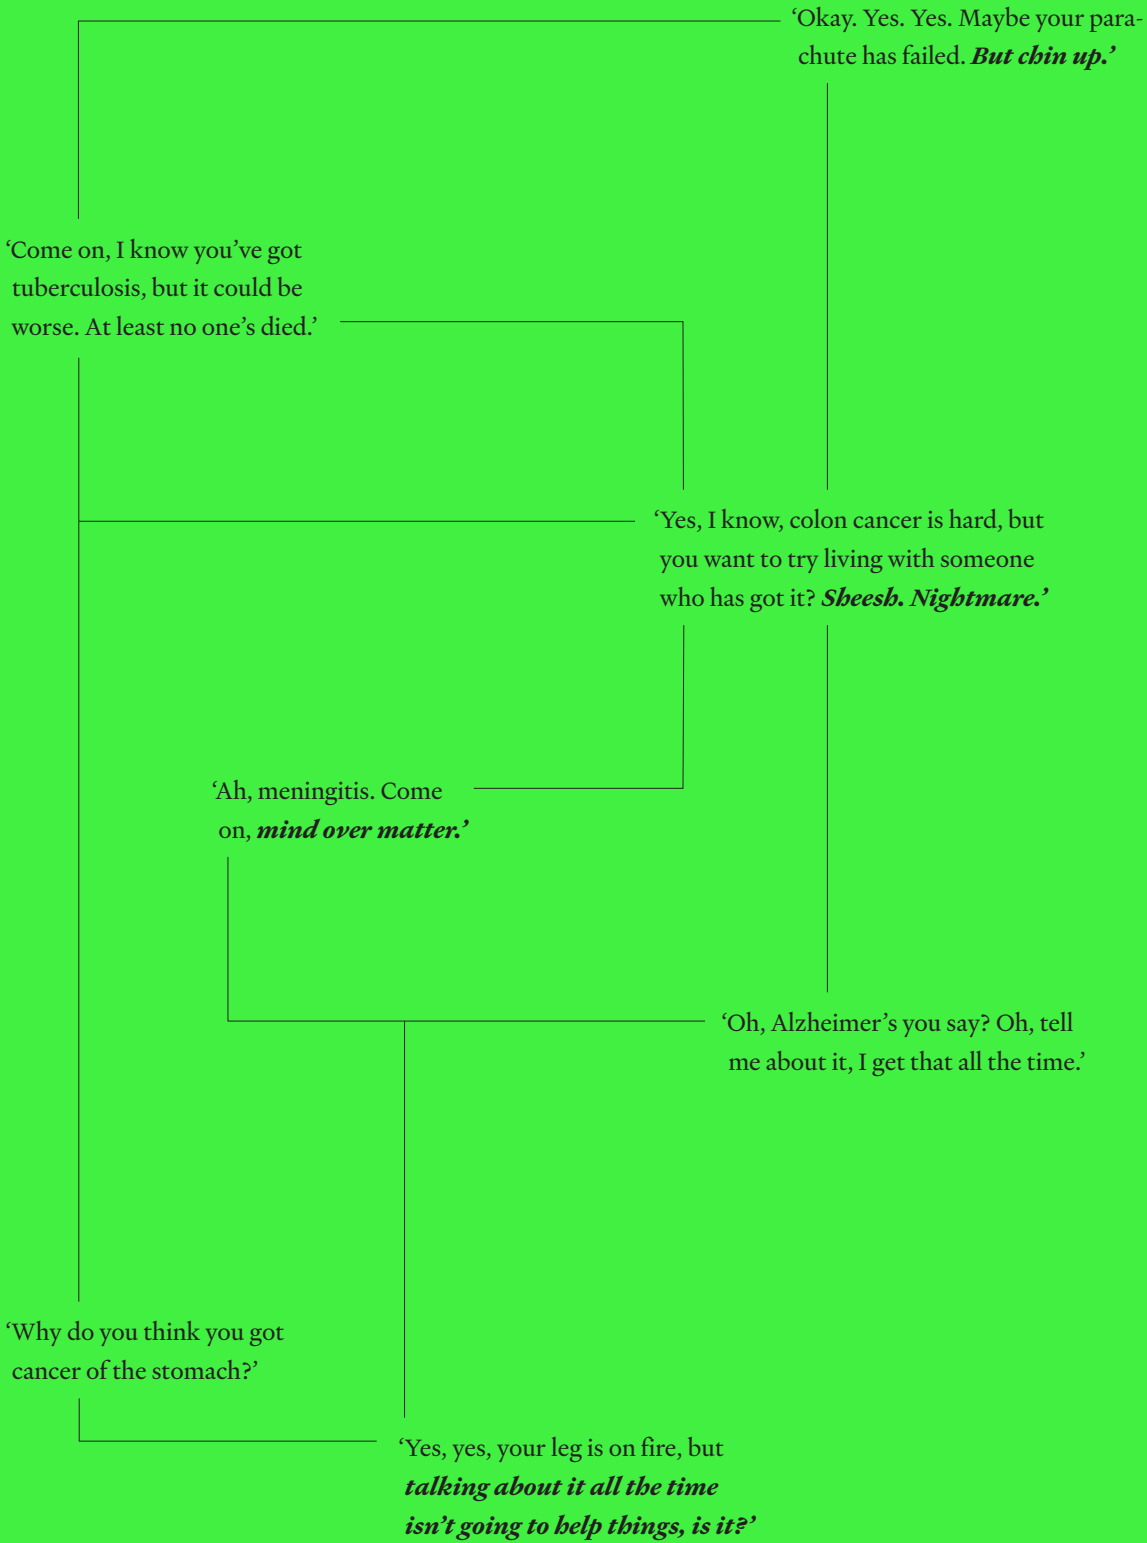 ‘Okay. Yes. Yes. Maybe your para-
chute has failed. But chin up.’
‘Come on, I know you’ve got
tuberculosis, but it could be
worse. At least no one’s died.’
‘Yes, I know, colon cancer is hard, but
you want to try living with someone
who has got it? Sheesh. Nightmare.’
‘Ah, meningitis. Come
on, mind over matter.’
‘Oh, Alzheimer’s you say? Oh, tell
me about it, I get that all the time.’
‘Why do you think you got
cancer of the stomach?’
‘Yes, yes, your leg is on fire, but
talking about it all the time
isn’t going to help things, is it?’